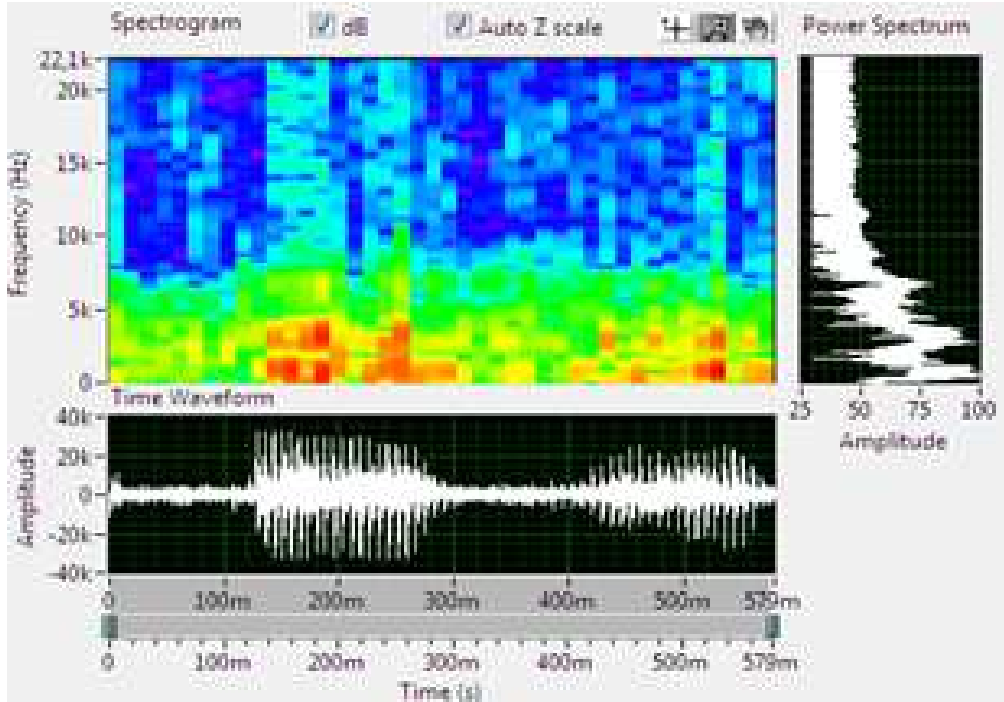 Spectrogram dB Auto Z scale Power Spectrum
22,1k
20k
15k
10k
5k
0
Frequency (Hz)
25 50 75 100
Amplitude
Time Waveform
40k
20k
0
-20k
-40k
Amplitude
0 100m 200m 300m 400m 500m 579m
0 100m 200m 300m 400m 500m 579m
Time (s)